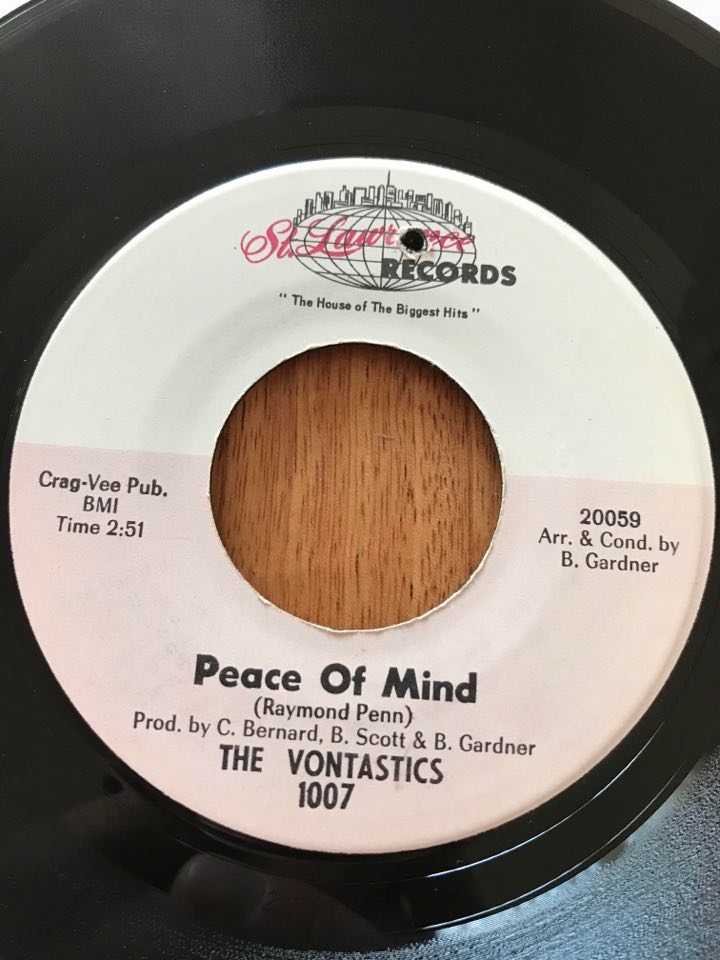 St. Lawrence
RECORDS
" The House of The Biggest Hits "
Crag-Vee Pub.
BMI
Time 2:51
20059
Arr. & Cond. by
B. Gardner
Peace Of Mind
(Raymond Penn)
Prod. by C. Bernard, B. Scott & B. Gardner
THE VONTASTICS
1007